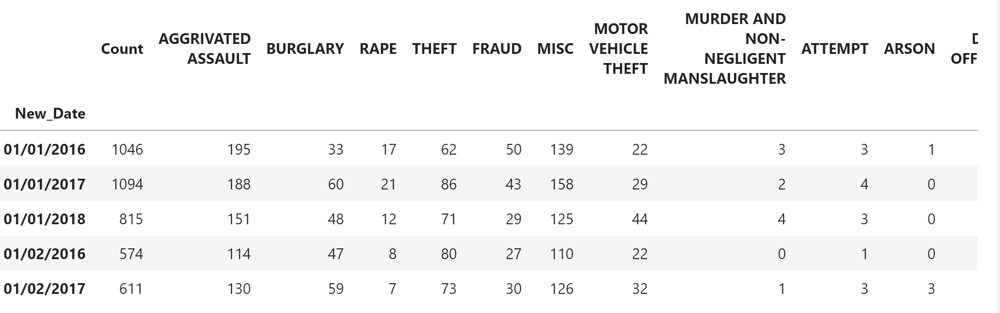 Count AGGRIVATED ASSAULT BURGLARY RAPE THEFT FRAUD MISC MOTOR VEHICLE THEFT MURDER AND NON-NEGLIGENT MANSLAUGHTER ATTEMPT ARSON
New_Date
01/01/2016 1046 195 33 17 62 50 139 22 3 3 1
01/01/2017 1094 188 60 21 86 43 158 29 2 4 0
01/01/2018 815 151 48 12 71 29 125 44 4 3 0
01/02/2016 574 114 47 8 80 27 110 22 0 1 0
01/02/2017 611 130 59 7 73 30 126 32 1 3 3